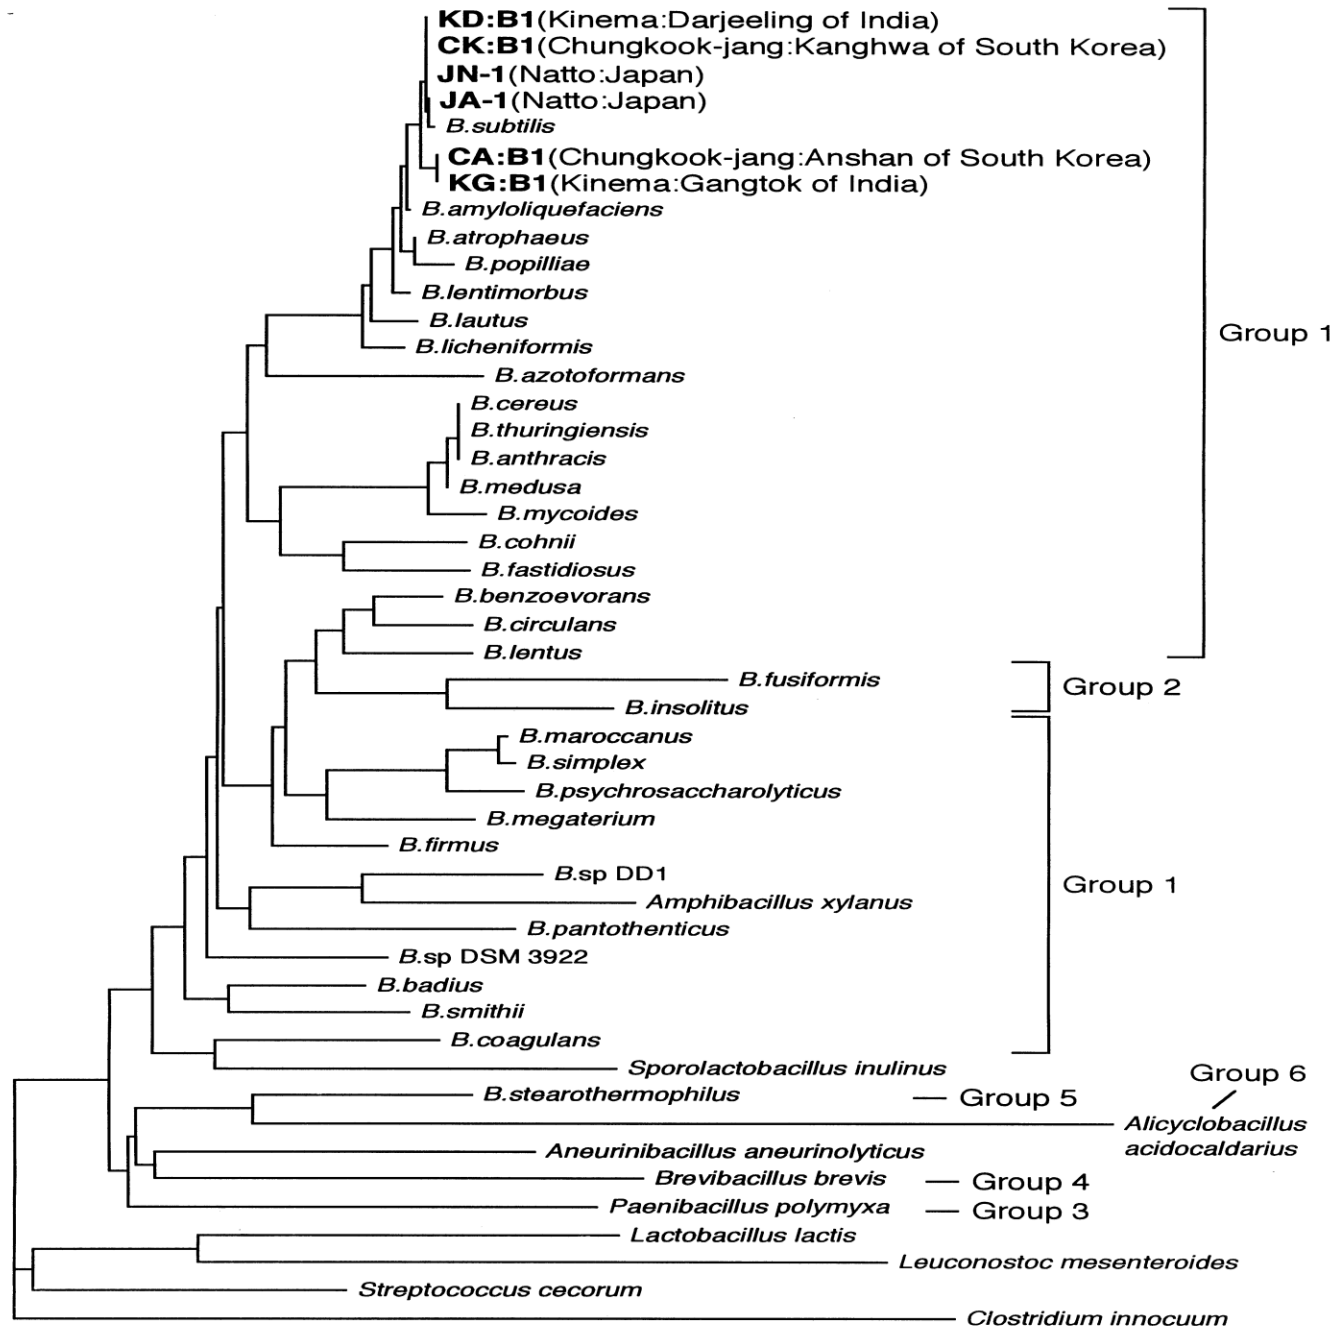 KD:B1(Kinema:Darjeeling of India)
CK:B1(Chungkook-jang:Kanghwa of South Korea)
JN-1(Natto:Japan)
JA-1(Natto:Japan)
B.subtilis
CA:B1(Chungkook-jang:Anshan of South Korea)
KG:B1(Kinema:Gangtok of India)
B.amyloliquefaciens
B.atrophaeus
B.popilliae
B.lentimorbus
B.lautus
Group 1
B.licheniformis
B.azotoformans
B.cereus
B.thuringiensis
B.anthracis
B.medusa
B.mycoides
B.cohnii
B.fastidiosus
B.benzoevorans
B.circulans
B.lentus
B.fusiformis
Group 2
B.insolitus
B.maroccanus
B.simplex
B.psychrosaccharolyticus
B.megaterium
B.firmus
B.sp DD1
Group 1
Amphibacillus xylanus
B.pantothenticus
B.sp DSM 3922
B.badius
B.smithii
B.coagulans
Sporolactobacillus inulinus
Group 6
B.stearothermophilus
Group 5
Alicyclobacillus
acidocaldarius
Aneurinibacillus aneurinolyticus
Brevibacillus brevis
Group 4
Paenibacillus polymyxa
Group 3
Lactobacillus lactis
Leuconostoc mesenteroides
Streptococcus cecorum
Clostridium innocuum